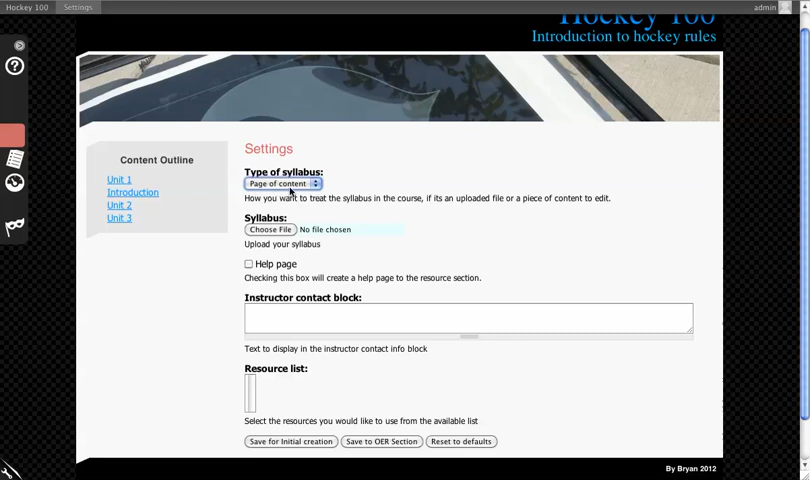 Hockey 100
Settings
admin
Hockey 100
Introduction to hockey rules
Content Outline
Unit 1
Introduction
Unit 2
Unit 3
Settings
Type of syllabus:
Page of content
How you want to treat the syllabus in the course, if its an uploaded file or a piece of content to edit.
Syllabus:
Choose File No file chosen
Upload your syllabus
Help page
Checking this box will create a help page to the resource section.
Instructor contact block:
Text to display in the instructor contact info block
Resource list:
Select the resources you would like to use from the available list
Save for Initial creation Save to OER Section Reset to defaults
By Bryan 2012